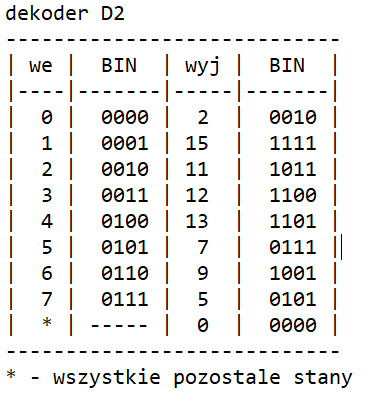 dekoder D2
-------------------------------
| we |  BIN  | wyj |  BIN  |
|----|-------|-----|-------|
|  0 |  0000 |  2  |  0010 |
|  1 |  0001 | 15  |  1111 |
|  2 |  0010 | 11  |  1011 |
|  3 |  0011 | 12  |  1100 |
|  4 |  0100 | 13  |  1101 |
|  5 |  0101 |  7  |  0111 |
|  6 |  0110 |  9  |  1001 |
|  7 |  0111 |  5  |  0101 |
|  * | ----- |  0  |  0000 |
-------------------------------
* - wszystkie pozostale stany